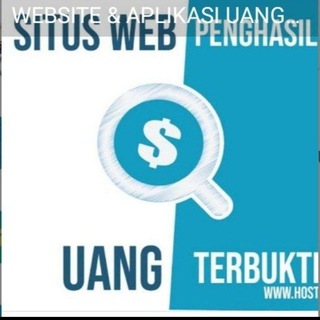 WEBSITE & APLIKASI UANG...
SITUS WEB PENGHASIL
$
UANG TERBUKTI
WWW.HOST